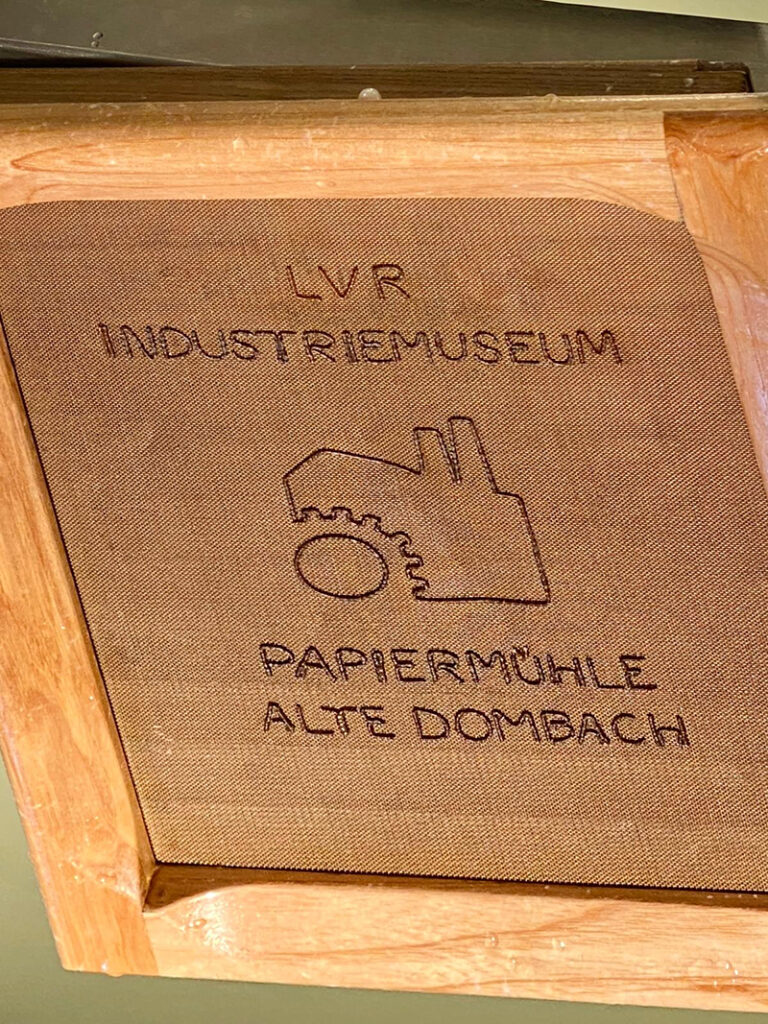 LVR
INDUSTRIEMUSEUM
PAPIERMÜHLE
ALTE DOMBACH